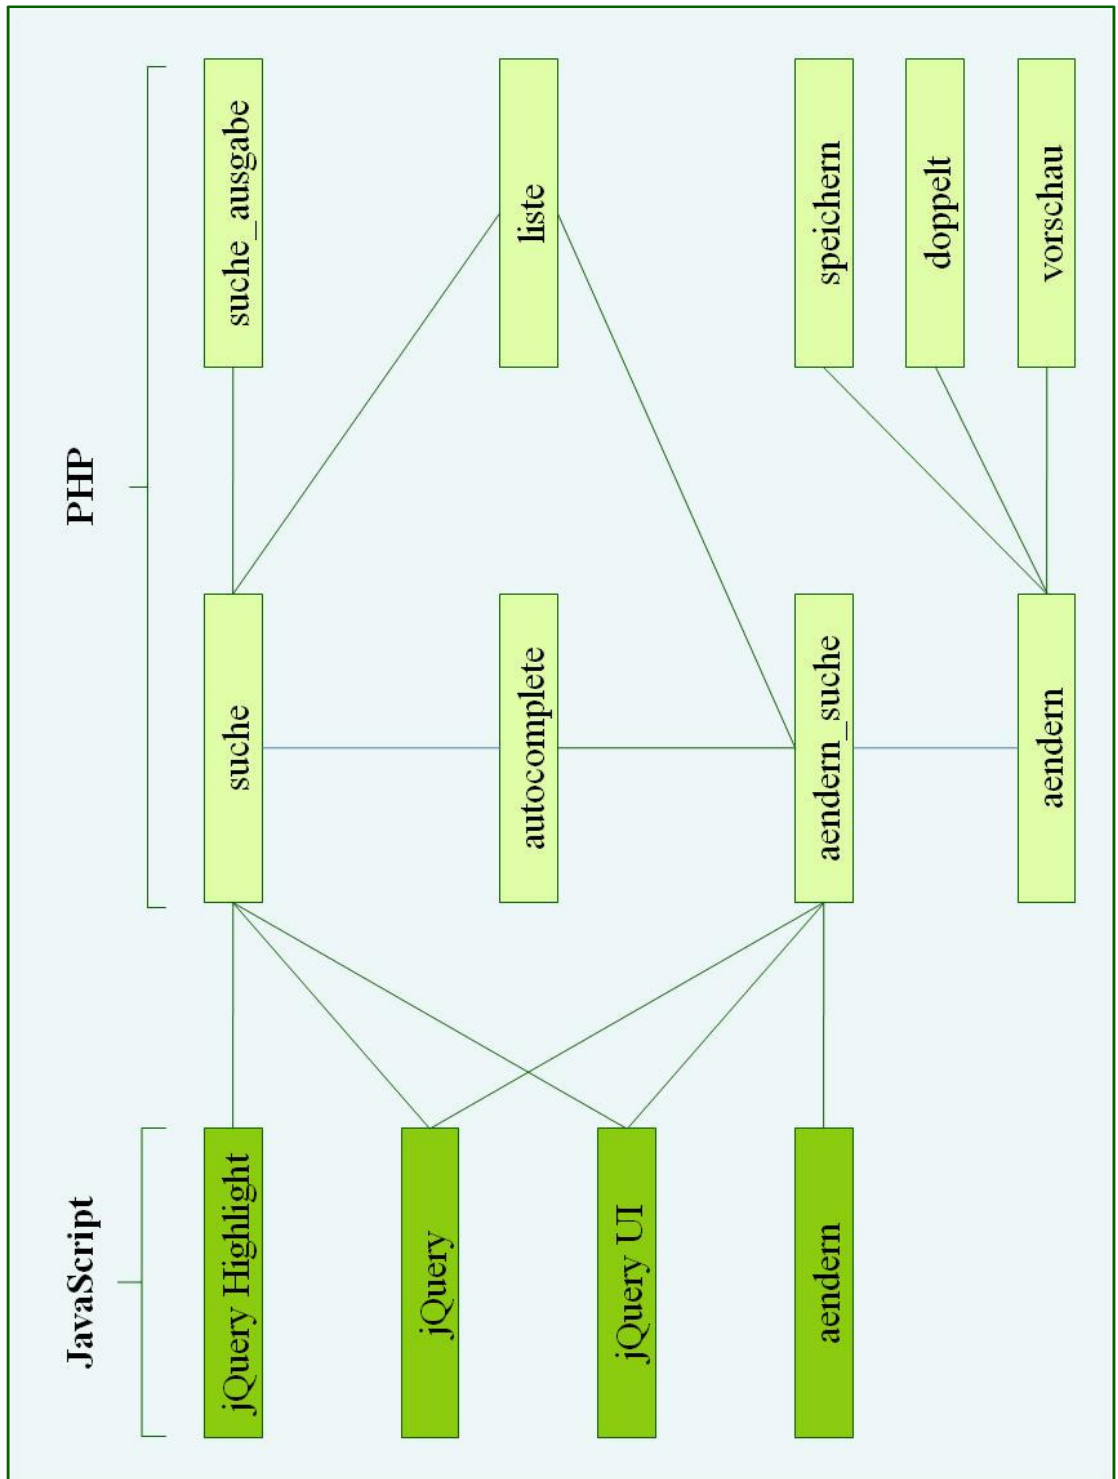 JavaScript
PHP
jQuery Highlight
suche
suche_ausgabe
jQuery
autocomplete
liste
jQuery UI
aendern
aendern_suche
speichern
doppelt
aendern
vorschau